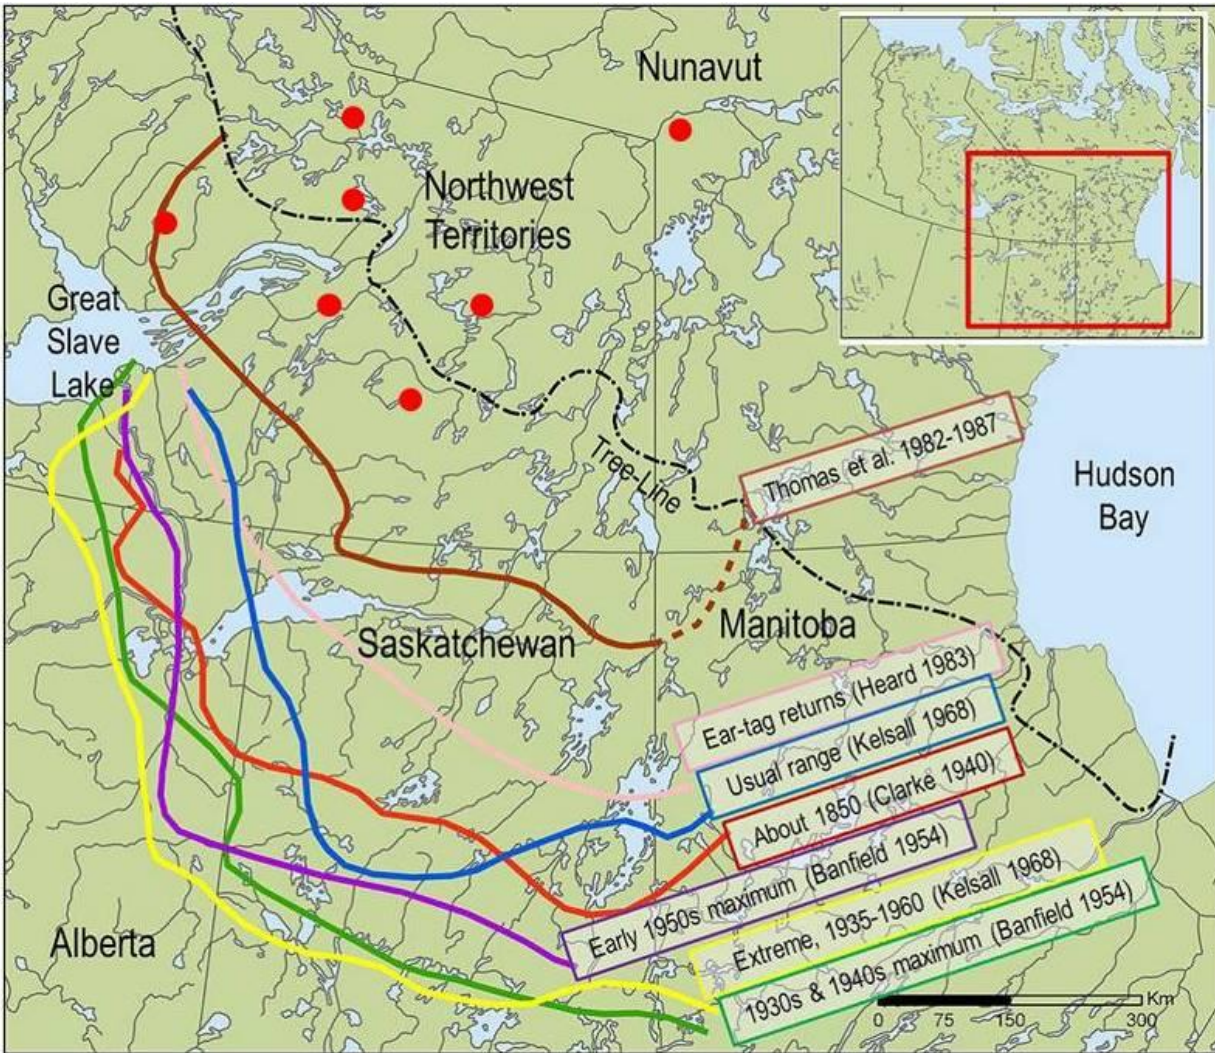 Nunavut
Northwest
Territories
Great
Slave
Lake
Tree-Line
Thomas et al. 1982-1987
Hudson
Bay
Saskatchewan
Manitoba
Ear-tag returns (Heard 1983)
Usual range (Kelsall 1968)
About 1850 (Clarke 1940)
Early 1950s maximum (Banfield 1954)
Extreme, 1935-1960 (Kelsall 1968)
1930s & 1940s maximum (Banfield 1954)
Alberta
Km
0 75 150 300